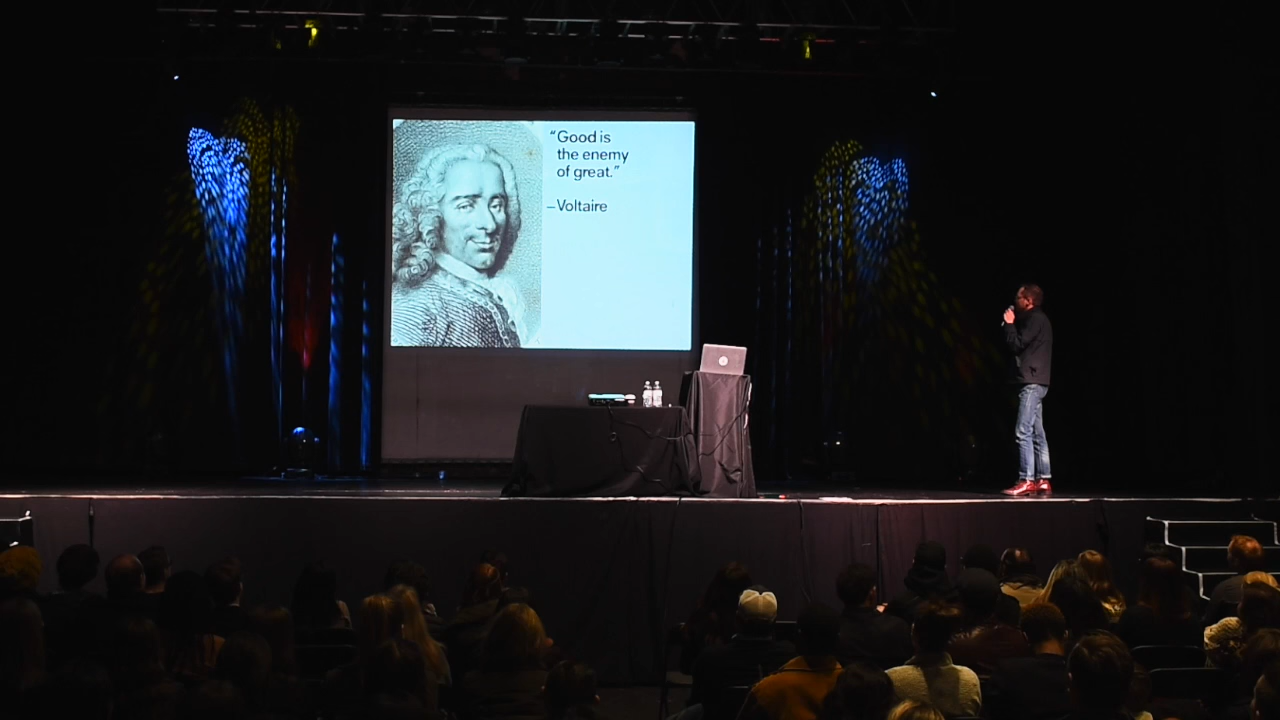 “Good is
the enemy
of great.”
–Voltaire